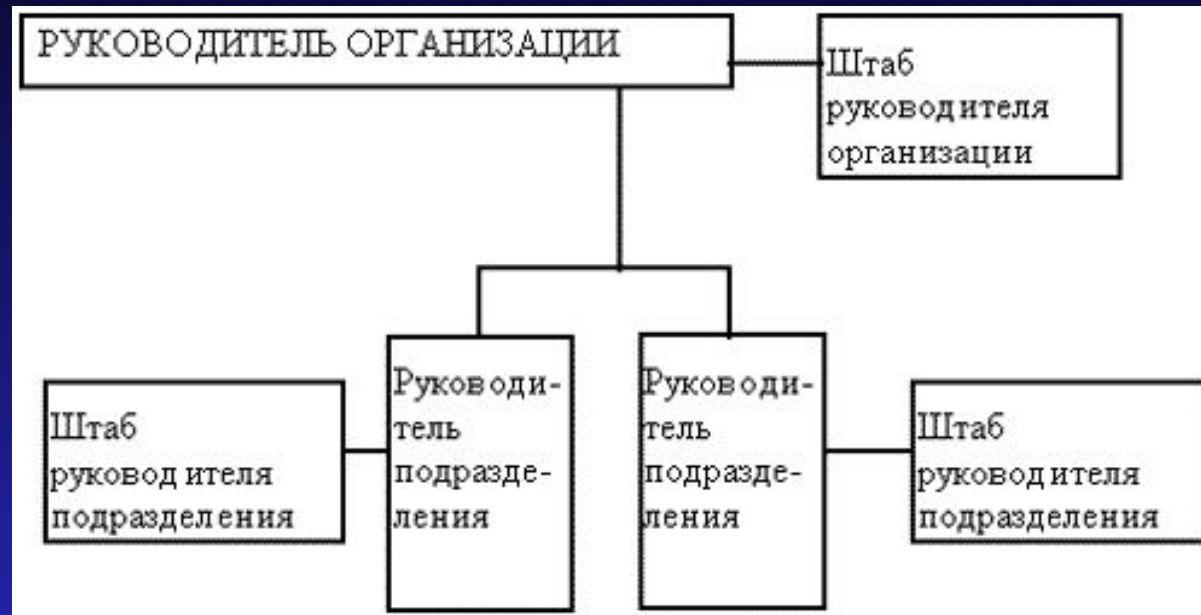 РУКОВОДИТЕЛЬ ОРГАНИЗАЦИИ
Штаб
руководителя
организации
Штаб
руководителя
подразделения
Руководи-
тель
подразде-
ления
Руководи-
тель
подразде-
ления
Штаб
руководителя
подразделения